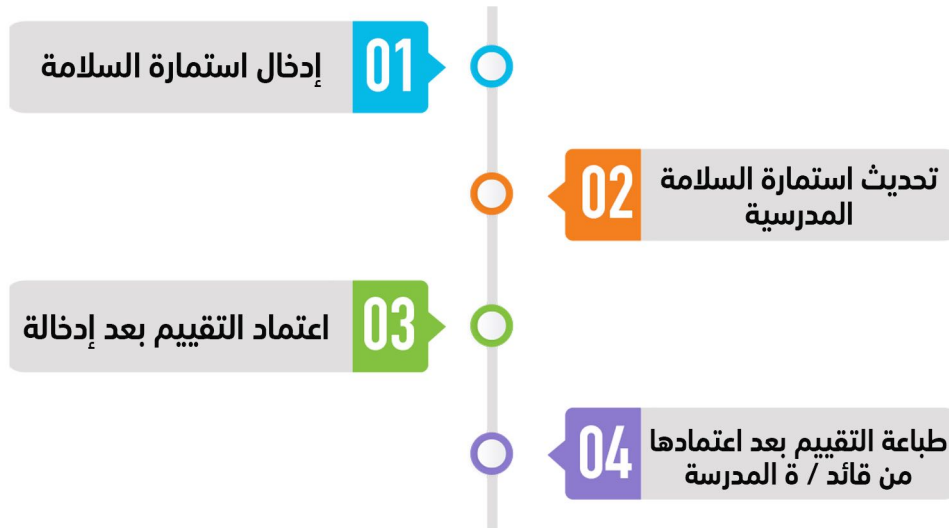 01
إدخال استمارة السلامة
02
تحديث استمارة السلامة
المدرسية
03
اعتماد التقييم بعد إدخالة
04
طباعة التقييم بعد اعتمادها
من قائد / ة المدرسة